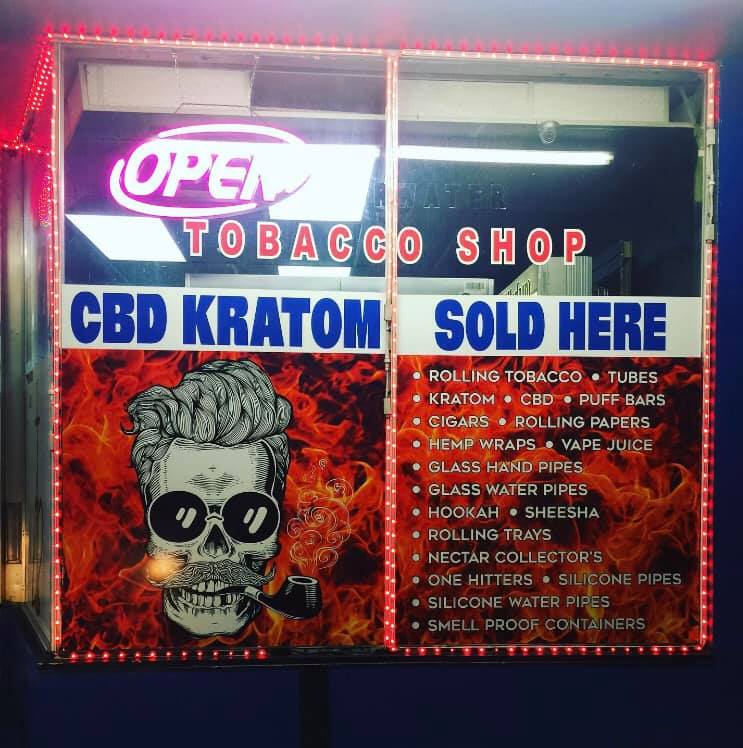 OPEN
WATER
TOBACCO SHOP
CBD KRATOM SOLD HERE
• ROLLING TOBACCO • TUBES
• KRATOM • CBD • PUFF BARS
• CIGARS • ROLLING PAPERS
• HEMP WRAPS • VAPE JUICE
• GLASS HAND PIPES
• GLASS WATER PIPES
• HOOKAH • SHEESHA
• ROLLING TRAYS
• NECTAR COLLECTOR'S
• ONE HITTERS • SILICONE PIPES
• SILICONE WATER PIPES
• SMELL PROOF CONTAINERS